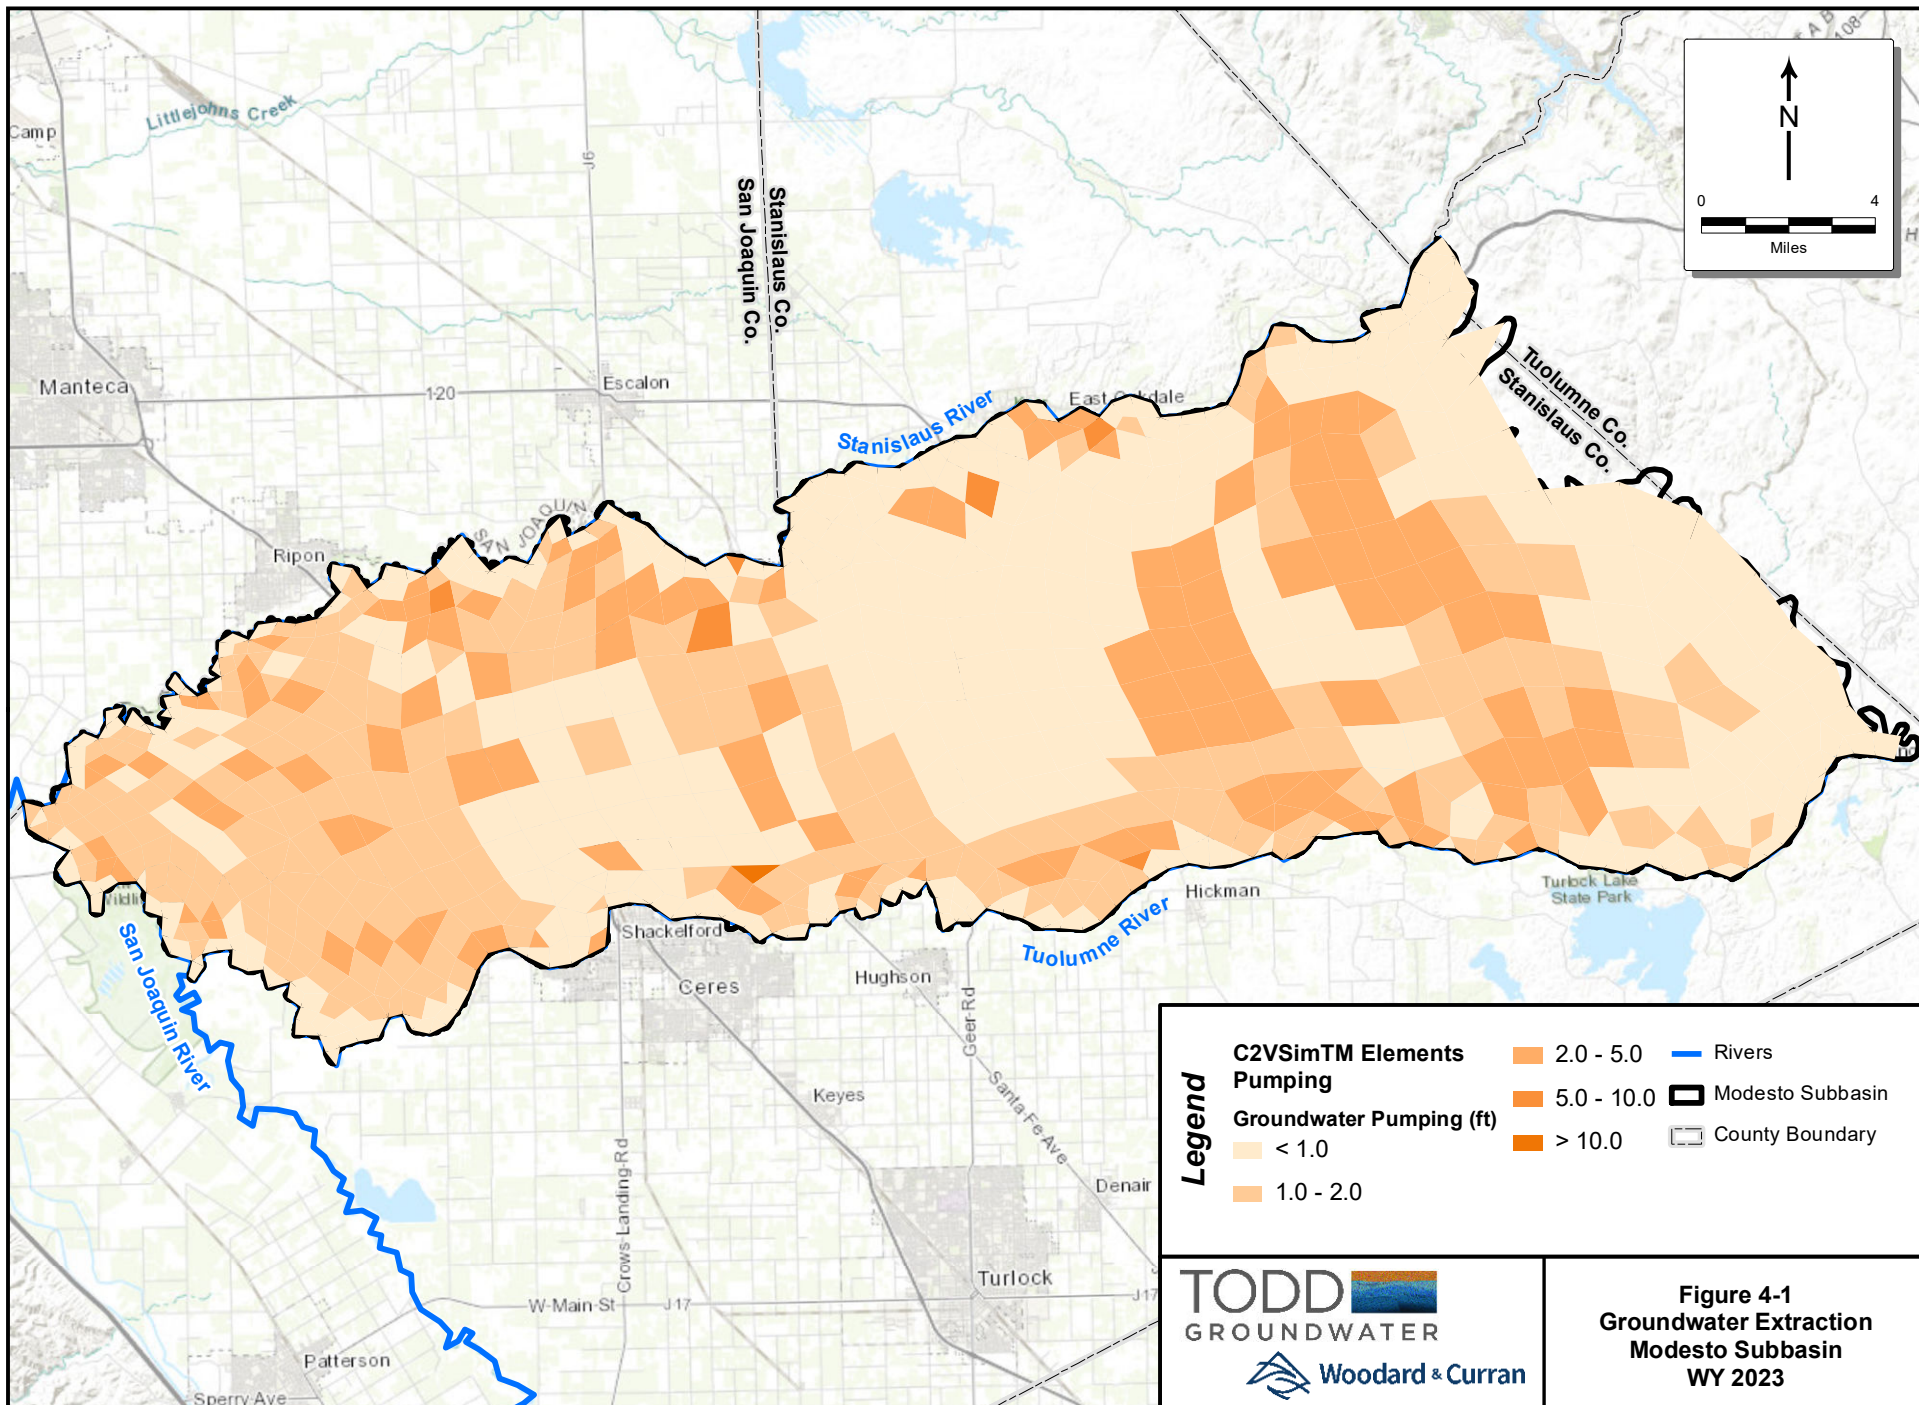 Littlejohns Creek
Camp
J6
San Joaquin Co.
Stanislaus Co.
108
N
0
4
Miles
H
Manteca
120
Escalon
Stanislaus River
East Oakdale
Tuolumne Co.
Stanislaus Co.
SAN JOAQUIN
Ripon
Hickman
Turlock Lake
State Park
Shackelford
Tuolumne River
San Joaquin River
Ceres
Hughson
Geer-Rd
Keyes
Santa-Fe-Ave
Crows-Landing-Rd
Denair
Turlock
W-Main-St
J17
J17
Patterson
Sperry-Ave
Legend
C2VSimTM Elements
Pumping
Groundwater Pumping (ft)
< 1.0
1.0 - 2.0
2.0 - 5.0
5.0 - 10.0
> 10.0
Rivers
Modesto Subbasin
County Boundary
TODD
GROUNDWATER
Woodard & Curran
Figure 4-1
Groundwater Extraction
Modesto Subbasin
WY 2023